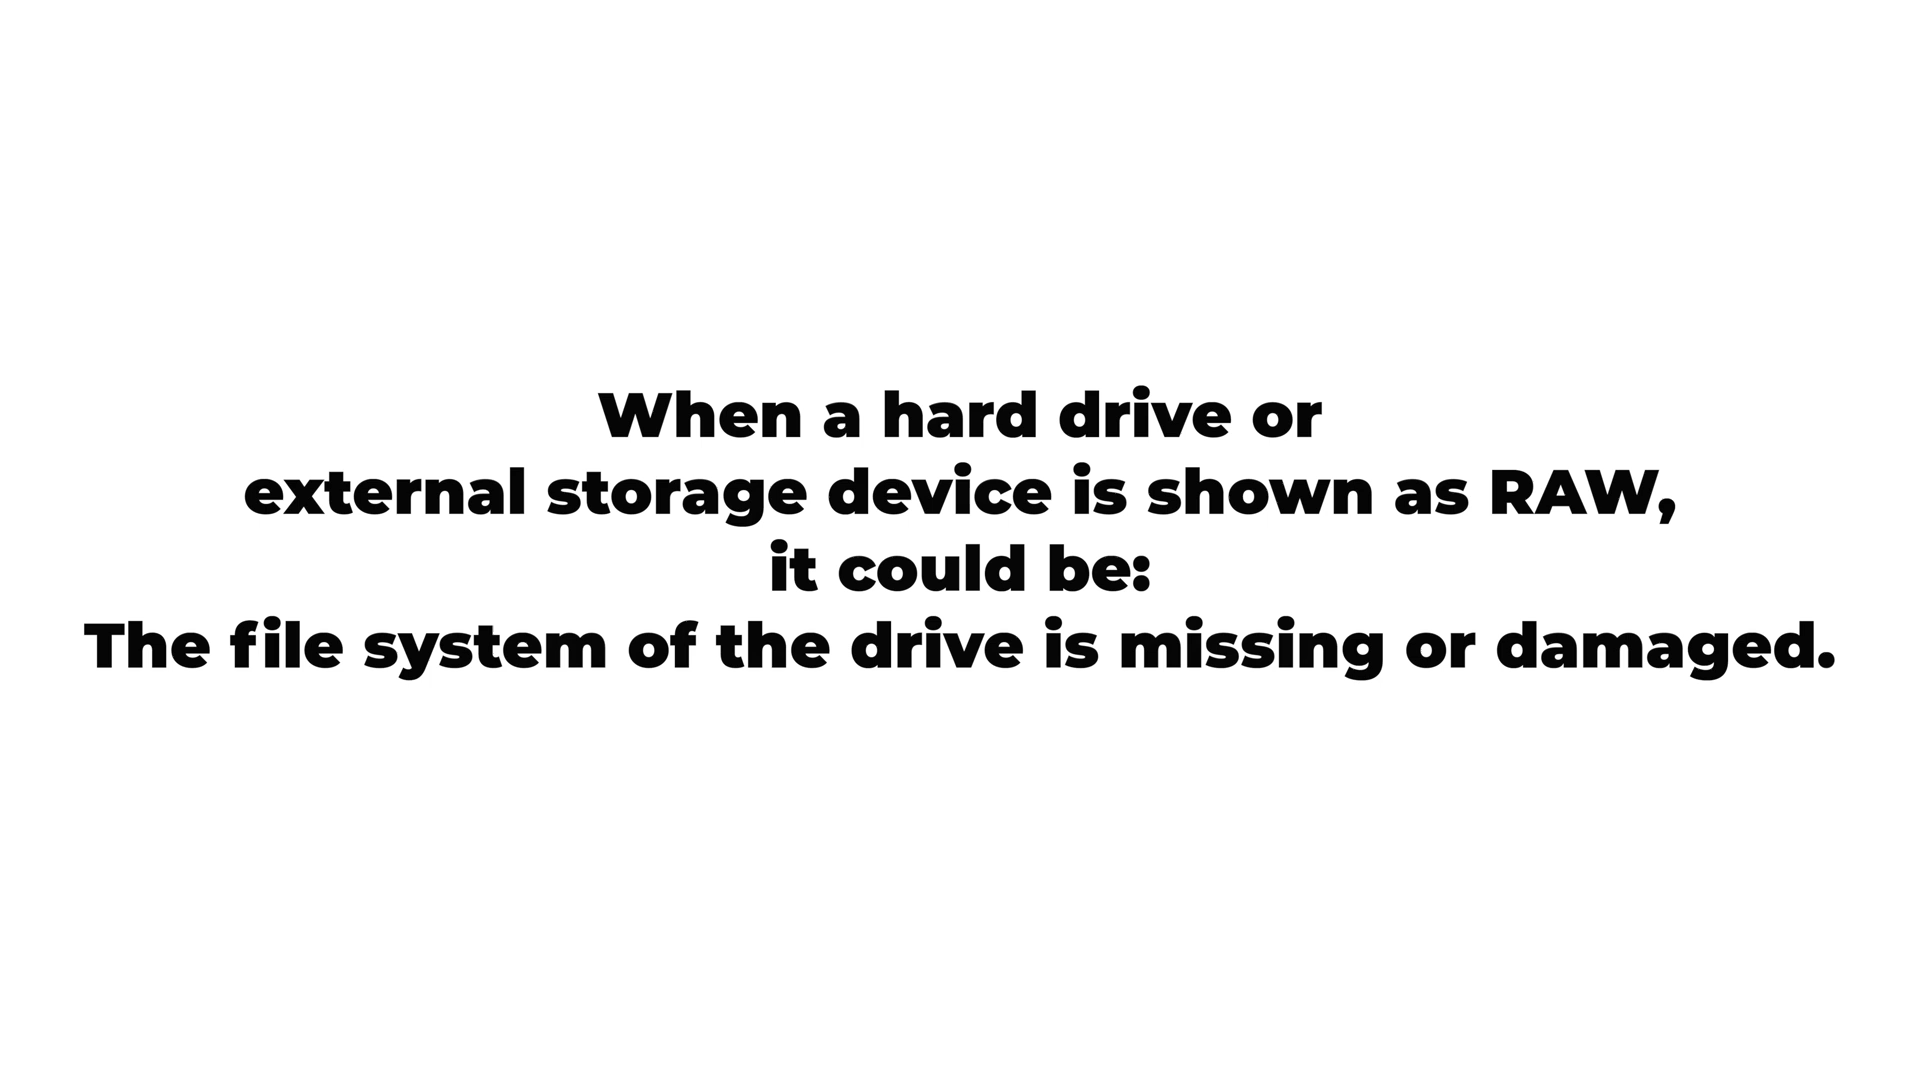 When a hard drive or
external storage device is shown as RAW,
it could be:
The file system of the drive is missing or damaged.